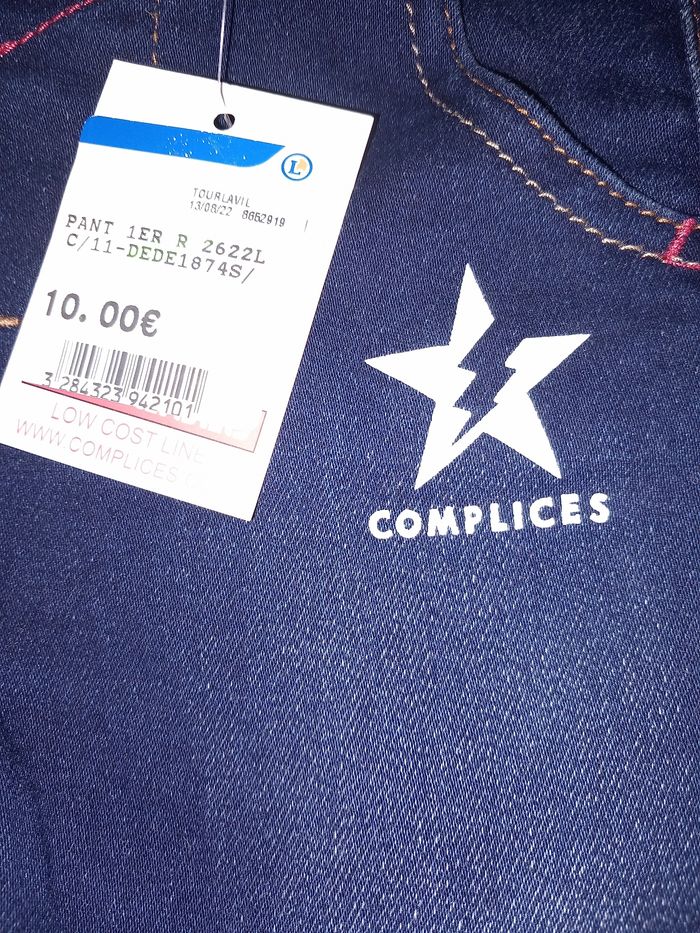 L
TOURLAVIL
13/08/22 8652919
PANT 1ER R 2622L
C/11-DEDE1874S/
10.00€
3 284323 942101
LOW COST LINE
WWW.COMPLICES
COMPLICES